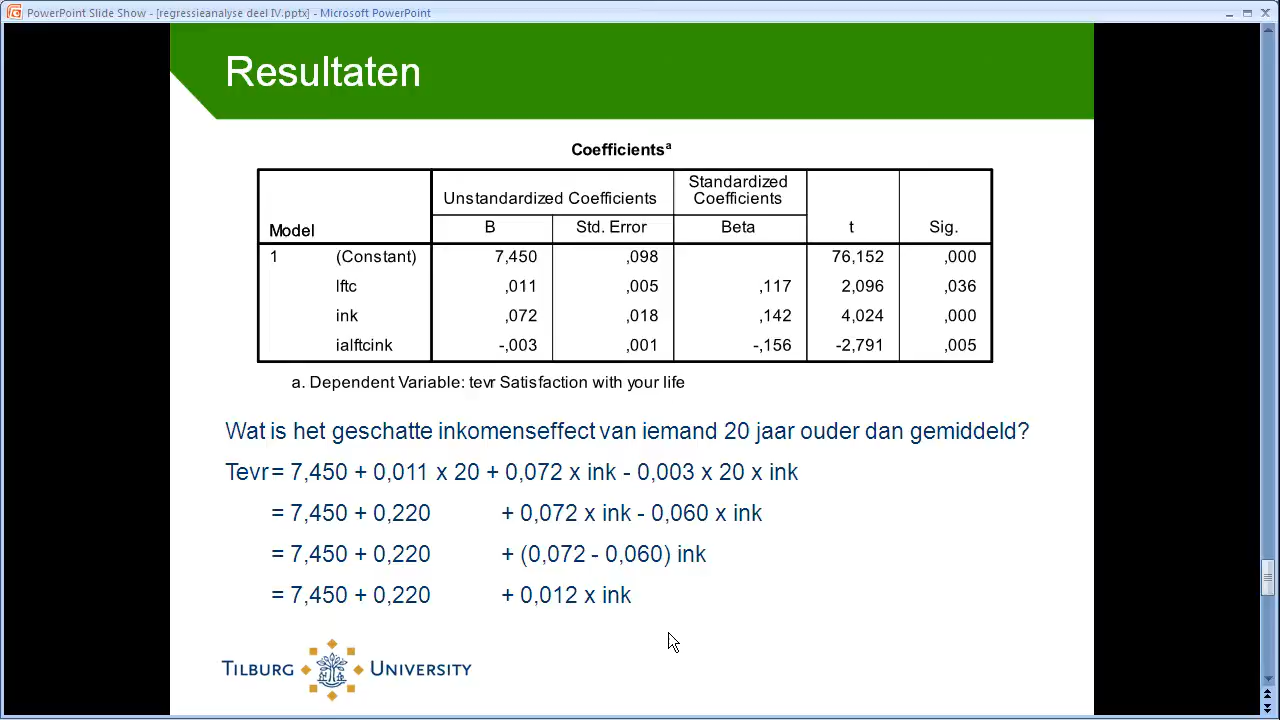 PowerPoint Slide Show - [regressieanalyse deel IV.pptx] - Microsoft PowerPoint
Resultaten
Coefficientsa
Model Unstandardized Coefficients Standardized Coefficients t Sig.
B Std. Error Beta
1 (Constant) 7,450 ,098 76,152 ,000
lftc ,011 ,005 ,117 2,096 ,036
ink ,072 ,018 ,142 4,024 ,000
ialftcink -,003 ,001 -,156 -2,791 ,005
a. Dependent Variable: tevr Satisfaction with your life
Wat is het geschatte inkomenseffect van iemand 20 jaar ouder dan gemiddeld?
Tevr = 7,450 + 0,011 x 20 + 0,072 x ink - 0,003 x 20 x ink
= 7,450 + 0,220 + 0,072 x ink - 0,060 x ink
= 7,450 + 0,220 + (0,072 - 0,060) ink
= 7,450 + 0,220 + 0,012 x ink
TILBURG UNIVERSITY